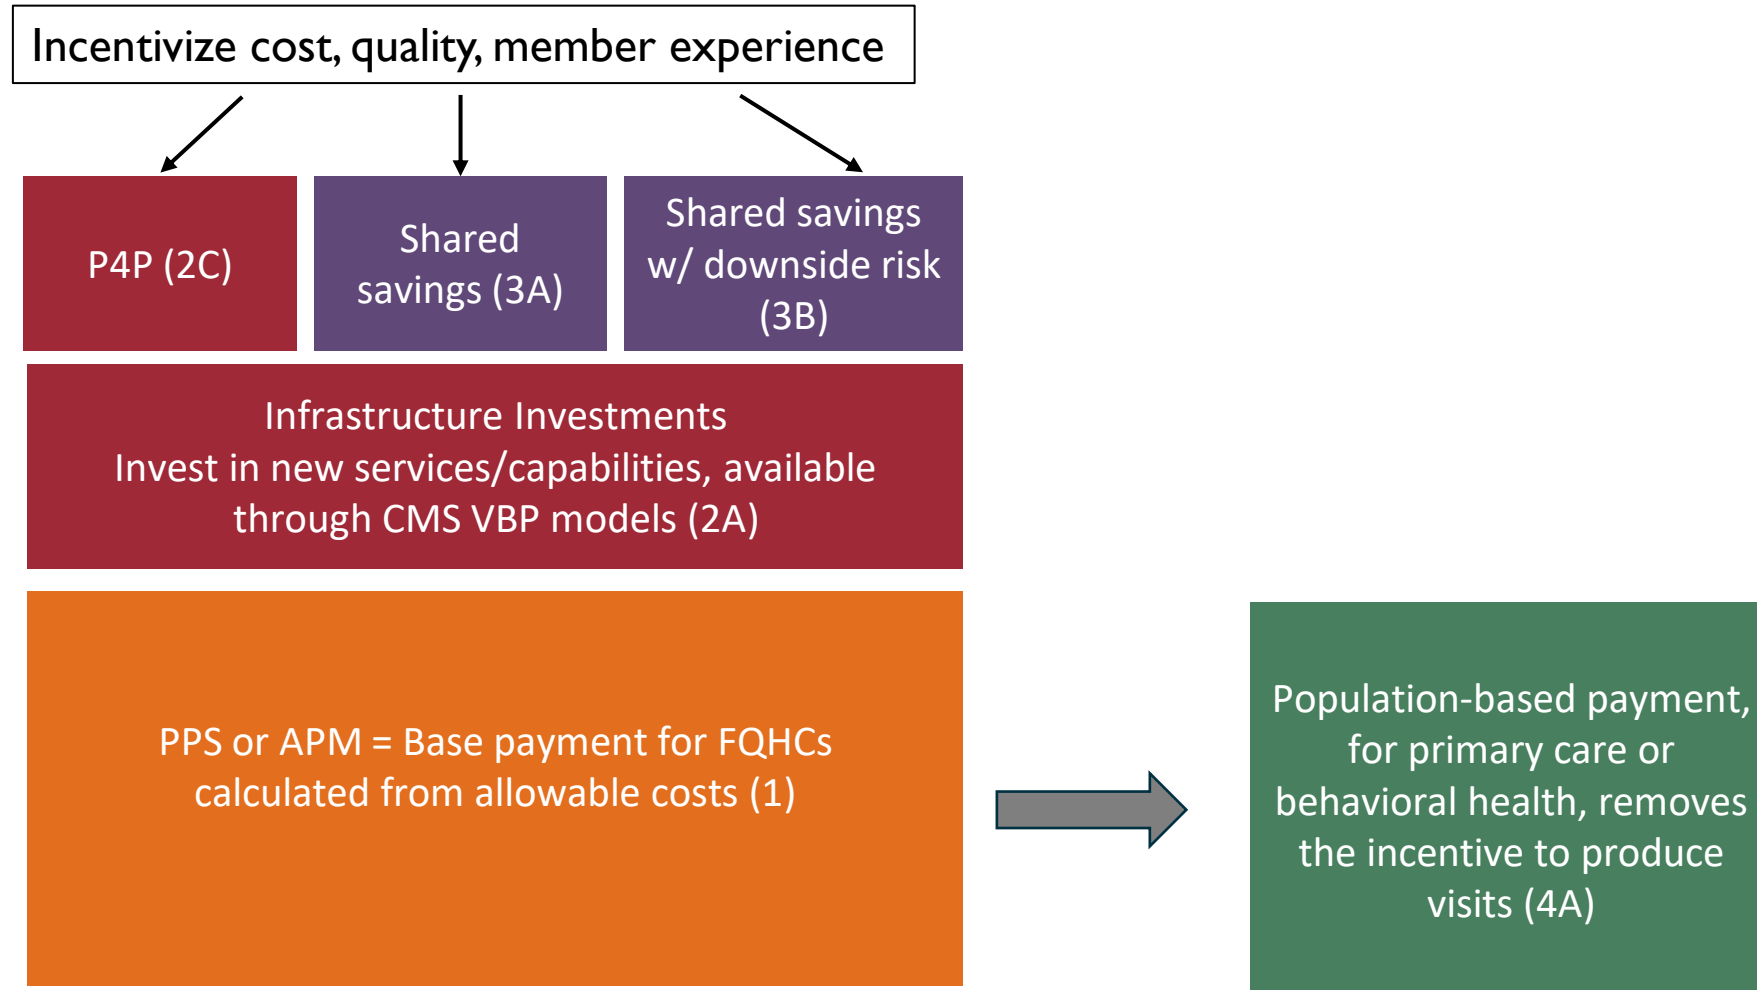 Incentivize cost, quality, member experience
P4P (2C)
Shared
savings (3A)
Shared savings
w/ downside risk
(3B)
Infrastructure Investments
Invest in new services/capabilities, available
through CMS VBP models (2A)
PPS or APM = Base payment for FQHCs
calculated from allowable costs (1)
Population-based payment,
for primary care or
behavioral health, removes
the incentive to produce
visits (4A)